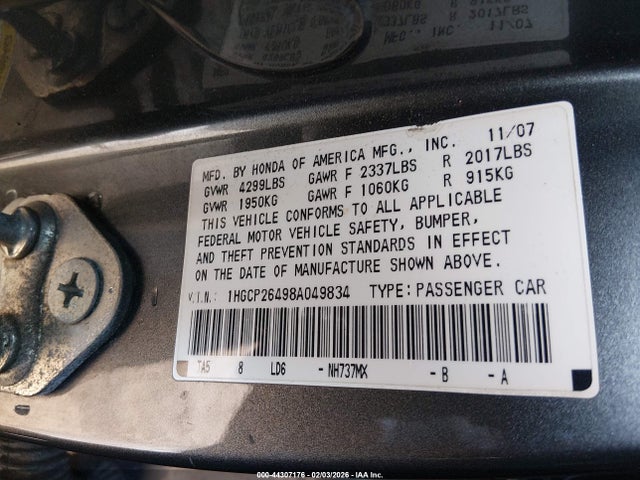 MFD. BY HONDA OF AMERICA MFG., INC. 11/07
GVWR 4299LBS GAWR F 2337LBS R 2017LBS
GVWR 1950KG GAWR F 1060KG R 915KG
THIS VEHICLE CONFORMS TO ALL APPLICABLE
FEDERAL MOTOR VEHICLE SAFETY, BUMPER,
AND THEFT PREVENTION STANDARDS IN EFFECT
ON THE DATE OF MANUFACTURE SHOWN ABOVE.
V.I.N.: 1HGCP26498A049834 TYPE: PASSENGER CAR
TA5 8 LD6 -NH737MX -B -A
000-44307176 - 02/03/2026 - IAA Inc.